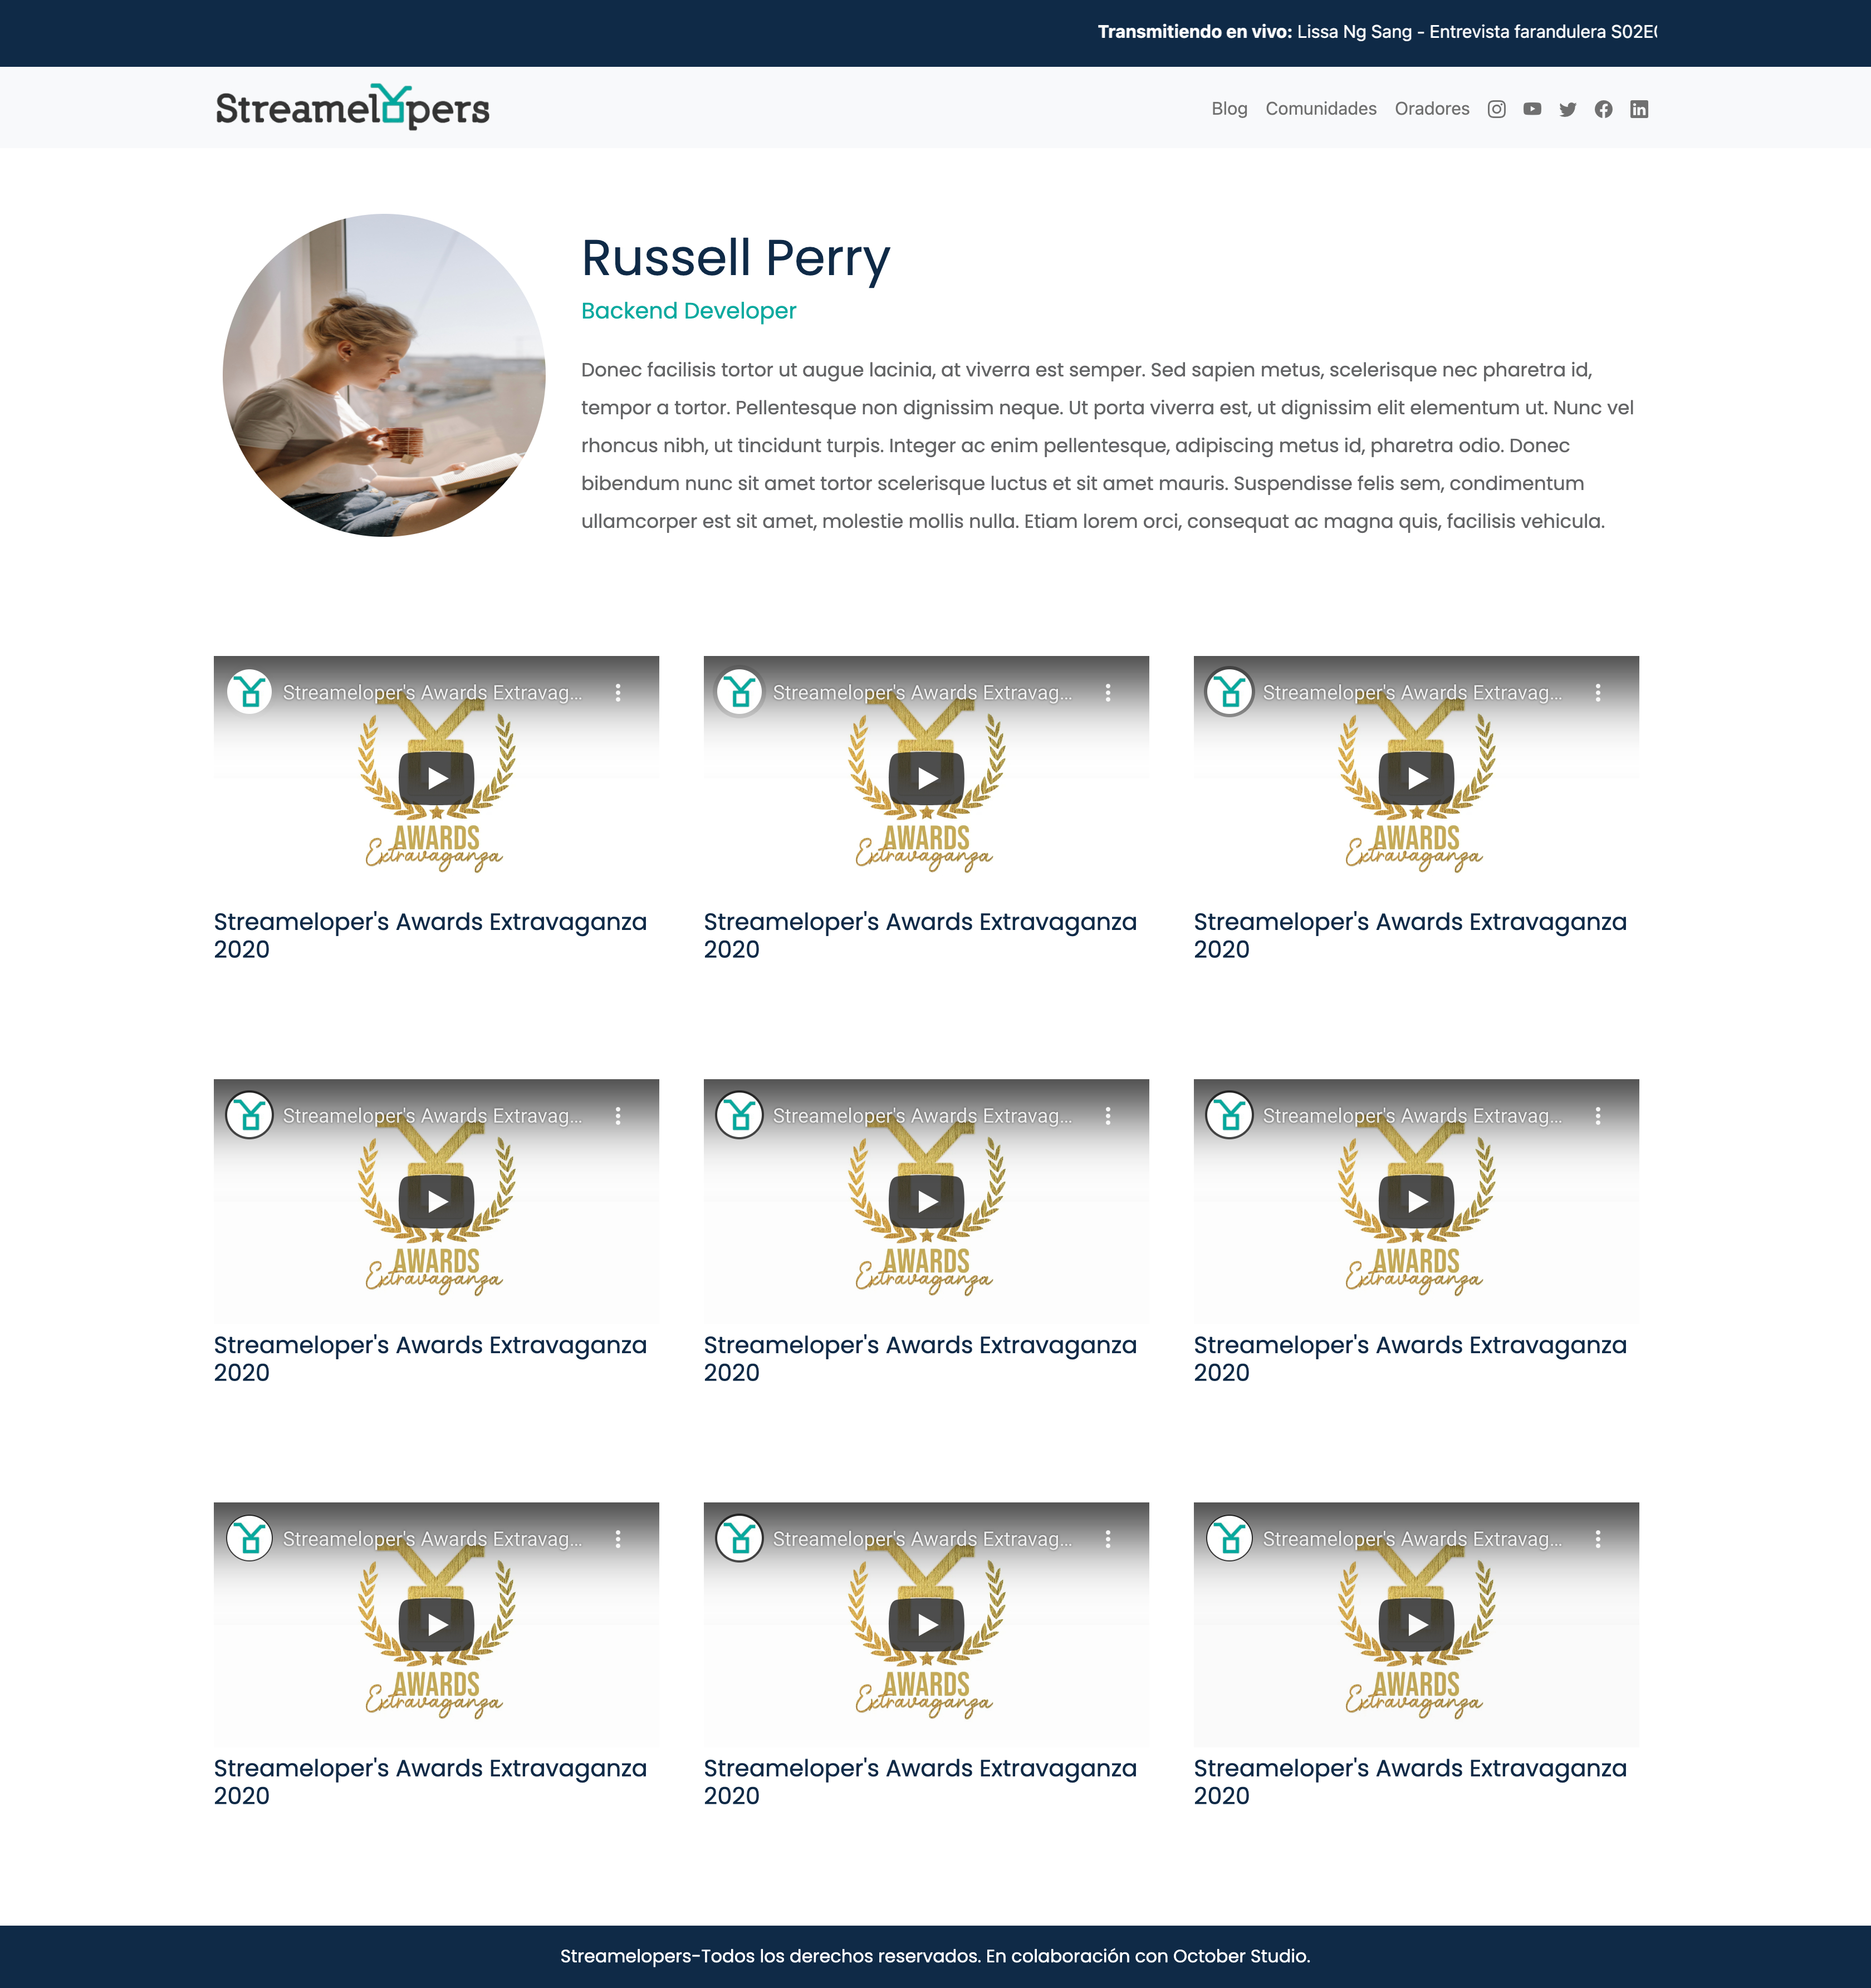 Transmitiendo en vivo: Lissa Ng Sang - Entrevista farandulera S02E
Streamelopers
Blog Comunidades Oradores
Russell Perry
Backend Developer
Donec facilisis tortor ut augue lacinia, at viverra est semper. Sed sapien metus, scelerisque nec pharetra id,
tempor a tortor. Pellentesque non dignissim neque. Ut porta viverra est, ut dignissim elit elementum ut. Nunc vel
rhoncus nibh, ut tincidunt turpis. Integer ac enim pellentesque, adipiscing metus id, pharetra odio. Donec
bibendum nunc sit amet tortor scelerisque luctus et sit amet mauris. Suspendisse felis sem, condimentum
ullamcorper est sit amet, molestie mollis nulla. Etiam lorem orci, consequat ac magna quis, facilisis vehicula.
Streameloper's Awards Extravag...
AWARDS
Extravaganza
Streameloper's Awards Extravaganza
2020
Streameloper's Awards Extravag...
AWARDS
Extravaganza
Streameloper's Awards Extravaganza
2020
Streameloper's Awards Extravag...
AWARDS
Extravaganza
Streameloper's Awards Extravaganza
2020
Streameloper's Awards Extravag...
AWARDS
Extravaganza
Streameloper's Awards Extravaganza
2020
Streameloper's Awards Extravag...
AWARDS
Extravaganza
Streameloper's Awards Extravaganza
2020
Streameloper's Awards Extravag...
AWARDS
Extravaganza
Streameloper's Awards Extravaganza
2020
Streameloper's Awards Extravag...
AWARDS
Extravaganza
Streameloper's Awards Extravaganza
2020
Streameloper's Awards Extravag...
AWARDS
Extravaganza
Streameloper's Awards Extravaganza
2020
Streameloper's Awards Extravag...
AWARDS
Extravaganza
Streameloper's Awards Extravaganza
2020
Streamelopers-Todos los derechos reservados. En colaboración con October Studio.